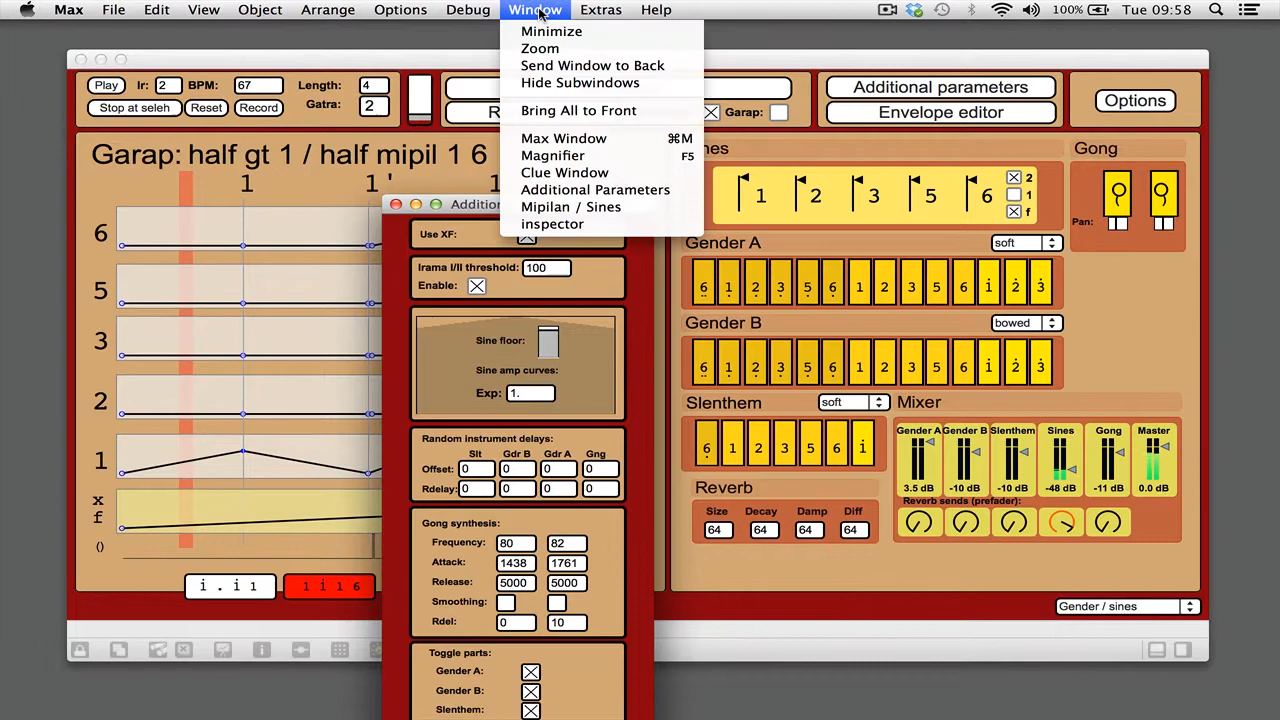 Max File Edit View Object Arrange Options Debug Window Extras Help 100% Tue 09:58
Minimize
Zoom
Send Window to Back
Hide Subwindows
Bring All to Front
Max Window ⌘M
Magnifier F5
Clue Window
Additional Parameters
Mipilan / Sines
inspector
Play Ir: 2 BPM: 67 Length: 4
Stop at seleh Reset Record Gatra: 2
R Garap:
Additional parameters
Envelope editor
Options
Garap: half gt 1 / half mipil 1 6
1 1'
6
5
3
2
1
x
f
()
i . i 1
1 i 1 6
Use XF:
Irama I/II threshold: 100
Enable:
Sine floor:
Sine amp curves:
Exp: 1.
Random instrument delays:
Slt Gdr B Gdr A Gng
Offset: 0 0 0 0
Rdelay: 0 0 0 0
Gong synthesis:
Frequency: 80 82
Attack: 1438 1761
Release: 5000 5000
Smoothing:
Rdel: 0 10
Toggle parts:
Gender A:
Gender B:
Slenthem:
nes
1 2 3 5 6
2
1
f
Gong
Pan:
Gender A soft
6̣ 1̣ 2̣ 3̣ 5̣ 6̣ 1 2 3 5 6 i 2̇ 3̇
Gender B bowed
6̣ 1̣ 2̣ 3̣ 5̣ 6̣ 1 2 3 5 6 i 2̇ 3̇
Slenthem soft
6̣ 1 2 3 5 6 i
Mixer
Gender A Gender B Slenthem Sines Gong Master
3.5 dB -10 dB -10 dB -48 dB -11 dB 0.0 dB
Reverb sends (prefader):
Reverb
Size Decay Damp Diff
64 64 64 64
Gender / sines